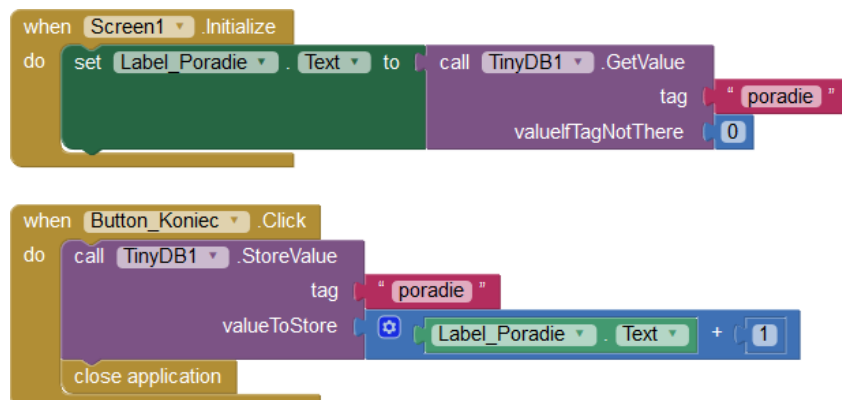 when Screen1 .Initialize
do set Label_Poradie . Text to call TinyDB1 .GetValue
tag " poradie "
valueIfTagNotThere 0
when Button_Koniec .Click
do call TinyDB1 .StoreValue
tag " poradie "
valueToStore Label_Poradie . Text + 1
close application